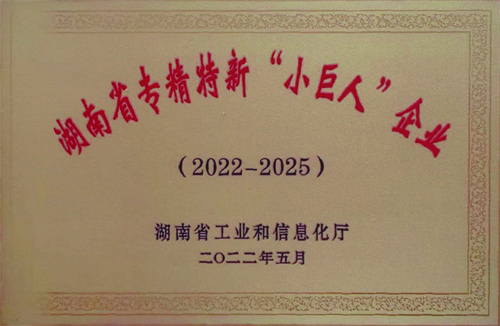 湖南省专精特新“小巨人”企业
（2022-2025）
湖南省工业和信息化厅
二〇二二年五月